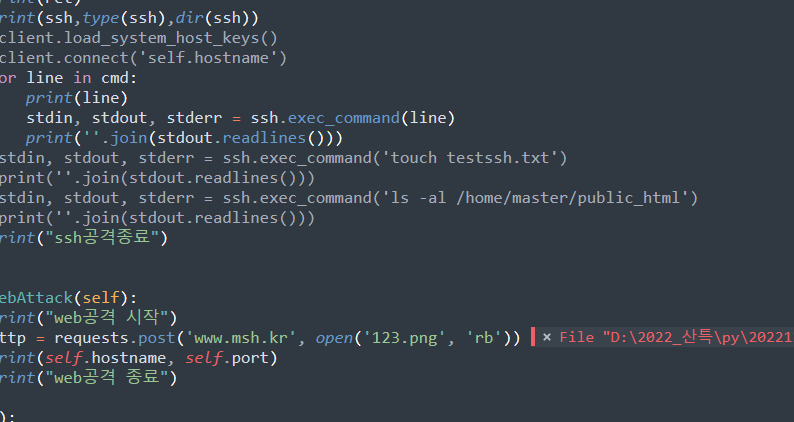 rint(ret)
rint(ssh,type(ssh),dir(ssh))
client.load_system_host_keys()
client.connect('self.hostname')
or line in cmd:
print(line)
stdin, stdout, stderr = ssh.exec_command(line)
print(''.join(stdout.readlines()))
stdin, stdout, stderr = ssh.exec_command('touch testssh.txt')
print(''.join(stdout.readlines()))
stdin, stdout, stderr = ssh.exec_command('ls -al /home/master/public_html')
print(''.join(stdout.readlines()))
rint("ssh공격종료")
ebAttack(self):
rint("web공격 시작")
ttp = requests.post('www.msh.kr', open('123.png', 'rb')) × File "D:\2022_산특\py\20221
rint(self.hostname, self.port)
rint("web공격 종료")
):